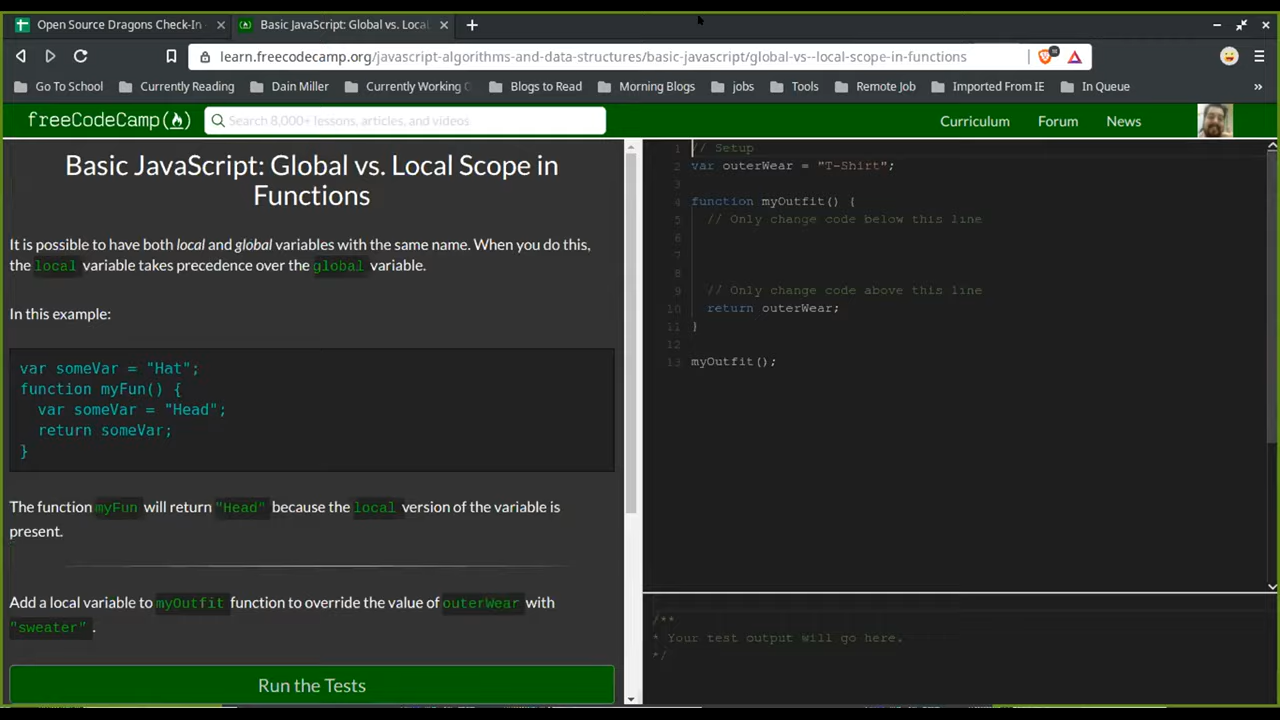 Open Source Dragons Check-In
Basic JavaScript: Global vs. Local
learn.freecodecamp.org/javascript-algorithms-and-data-structures/basic-javascript/global-vs--local-scope-in-functions
Go To School Currently Reading Dain Miller Currently Working Blogs to Read Morning Blogs jobs Tools Remote Job Imported From IE In Queue »
freeCodeCamp
Search 8,000+ lessons, articles, and videos
Curriculum Forum News
Basic JavaScript: Global vs. Local Scope in
Functions
It is possible to have both local and global variables with the same name. When you do this,
the local variable takes precedence over the global variable.
In this example:
var someVar = "Hat";
function myFun() {
var someVar = "Head";
return someVar;
}
The function myFun will return "Head" because the local version of the variable is
present.
Add a local variable to myOutfit function to override the value of outerWear with
"sweater" .
Run the Tests
1 // Setup
2 var outerWear = "T-Shirt";
3
4 function myOutfit() {
5 // Only change code below this line
6
7
8
9 // Only change code above this line
10 return outerWear;
11 }
12
13 myOutfit();
/**
* Your test output will go here.
*/